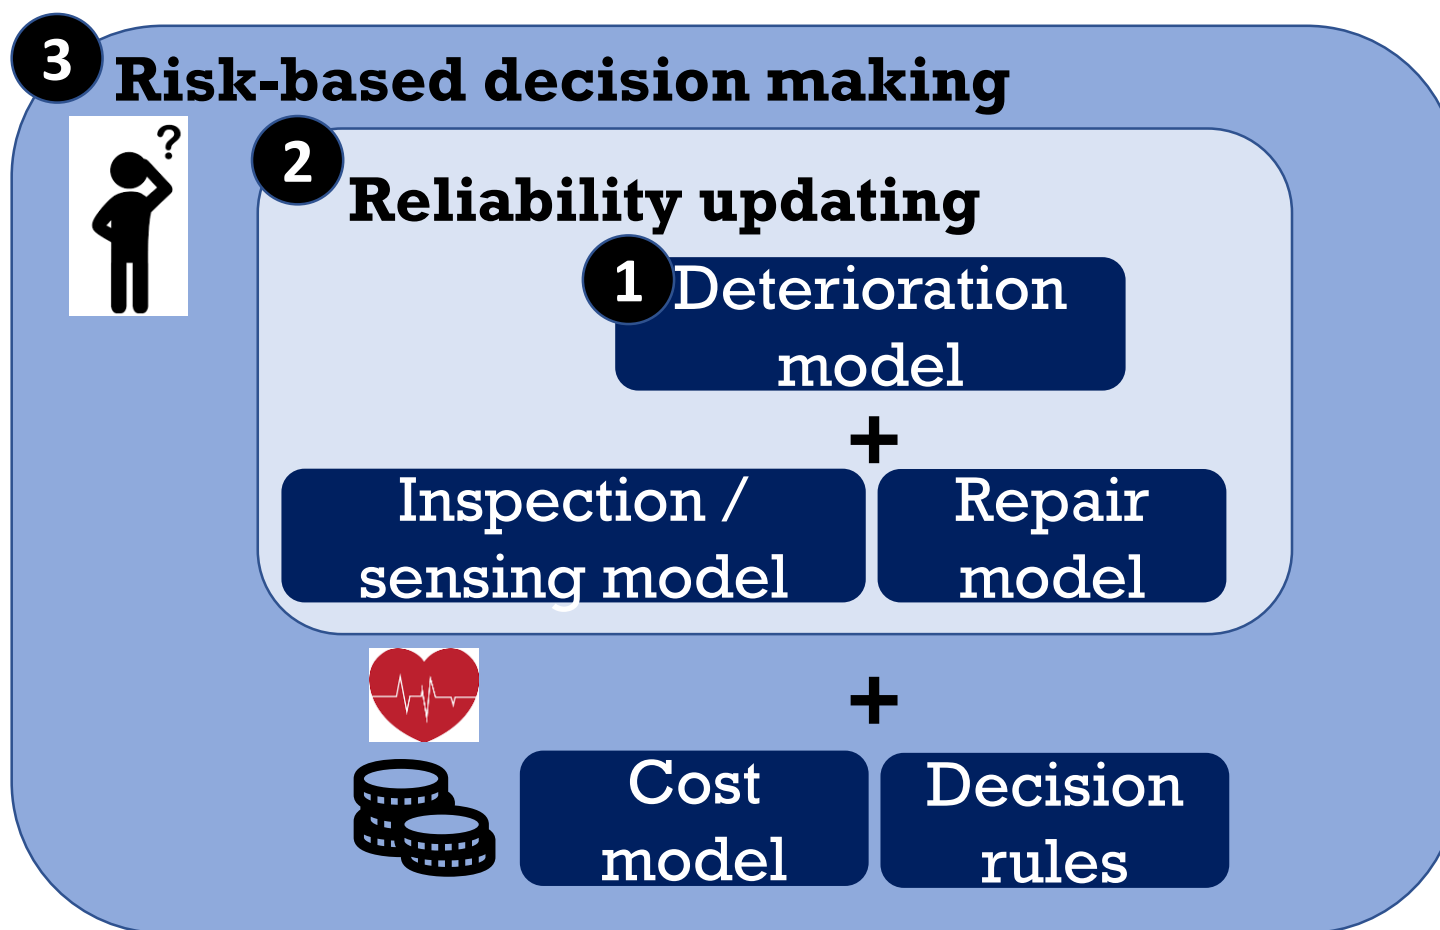 3
Risk-based decision making
?
2
Reliability updating
1
Deterioration
model
+
Inspection /
sensing model
Repair
model
+
Cost
model
Decision
rules